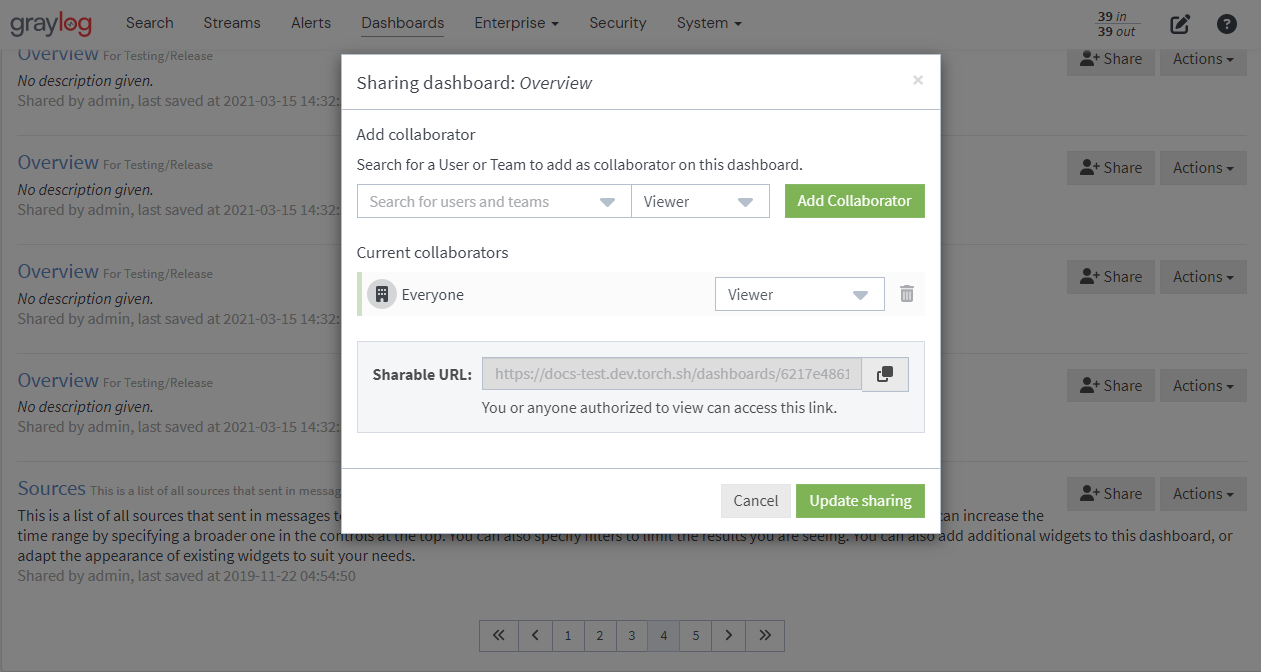 graylog Search Streams Alerts Dashboards Enterprise Security System 39 in
39 out
Overview For Testing/Release Share Actions
No description given.
Shared by admin, last saved at 2021-03-15 14:32:
Overview For Testing/Release Share Actions
No description given.
Shared by admin, last saved at 2021-03-15 14:32:
Overview For Testing/Release Share Actions
No description given.
Shared by admin, last saved at 2021-03-15 14:32:
Overview For Testing/Release Share Actions
No description given.
Shared by admin, last saved at 2021-03-15 14:32:
Sources This is a list of all sources that sent in Share Actions
This is a list of all sources that sent in messages can increase the
time range by specifying a broader one in the controls at the top. You can also specify filters to limit the results you are seeing. You can also add additional widgets to this dashboard, or
adapt the appearance of existing widgets to suit your needs.
Shared by admin, last saved at 2019-11-22 04:54:50
1 2 3 4 5
Sharing dashboard: Overview ×
Add collaborator
Search for a User or Team to add as collaborator on this dashboard.
Search for users and teams Viewer Add Collaborator
Current collaborators
Everyone Viewer
Sharable URL: https://docs-test.dev.torch.sh/dashboards/6217e4861
You or anyone authorized to view can access this link.
Cancel Update sharing